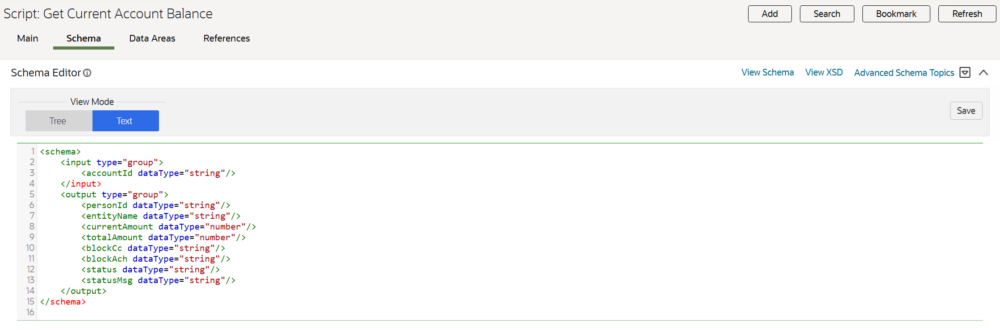 Script: Get Current Account Balance
Add Search Bookmark Refresh
Main Schema Data Areas References
Schema Editor
View Schema View XSD Advanced Schema Topics
View Mode
Tree Text
Save
1 <schema>
2     <input type="group">
3         <accountId dataType="string"/>
4     </input>
5     <output type="group">
6         <personId dataType="string"/>
7         <entityName dataType="string"/>
8         <currentAmount dataType="number"/>
9         <totalAmount dataType="number"/>
10         <blockCc dataType="string"/>
11         <blockAch dataType="string"/>
12         <status dataType="string"/>
13         <statusMsg dataType="string"/>
14     </output>
15 </schema>
16